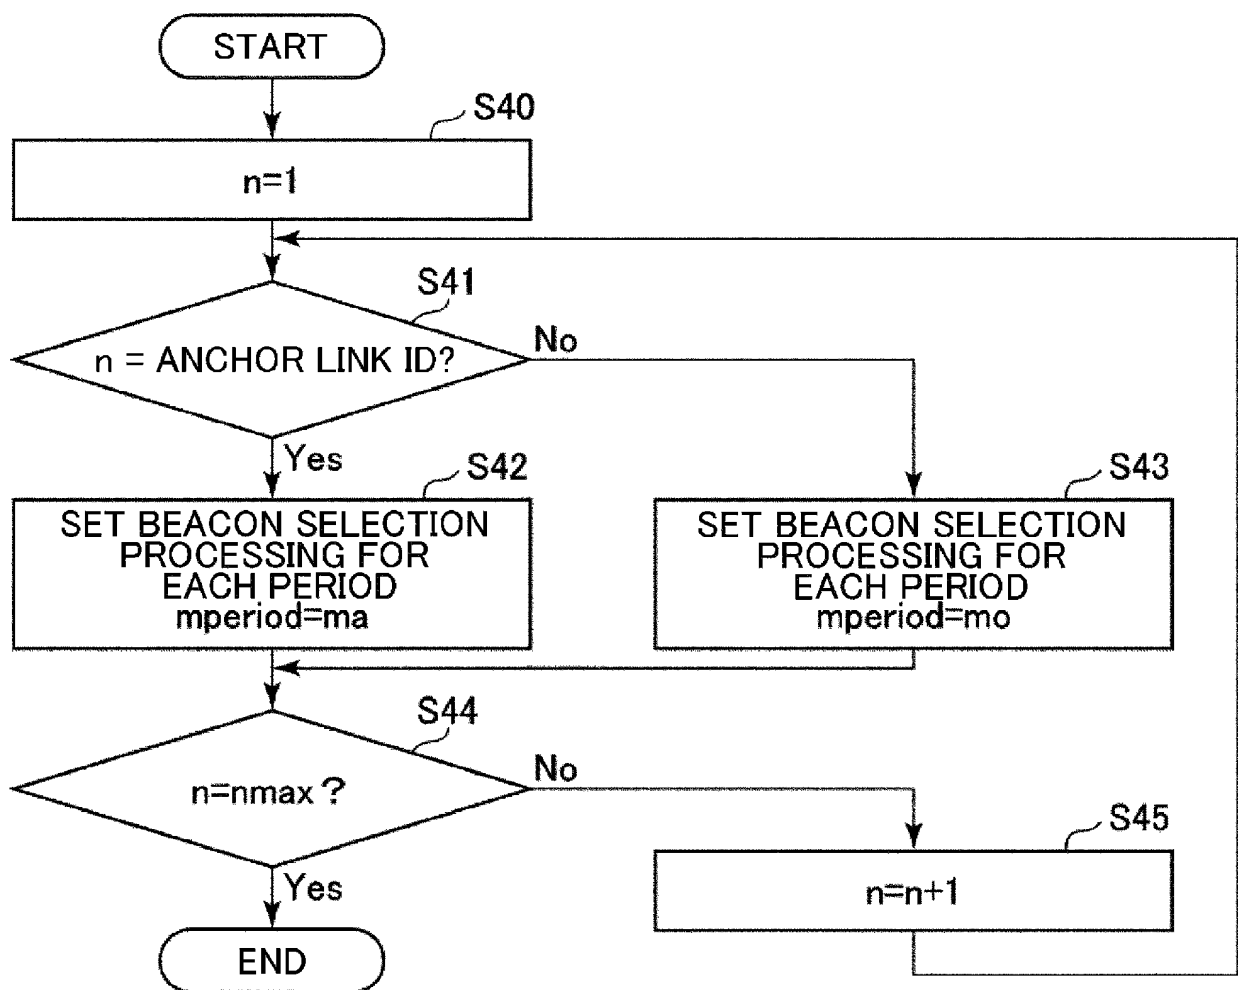 START
S40
n=1
S41
n = ANCHOR LINK ID?
No
Yes
S42
SET BEACON SELECTION
PROCESSING FOR
EACH PERIOD
mperiod=ma
S43
SET BEACON SELECTION
PROCESSING FOR
EACH PERIOD
mperiod=mo
S44
n=nmax?
No
Yes
S45
n=n+1
END